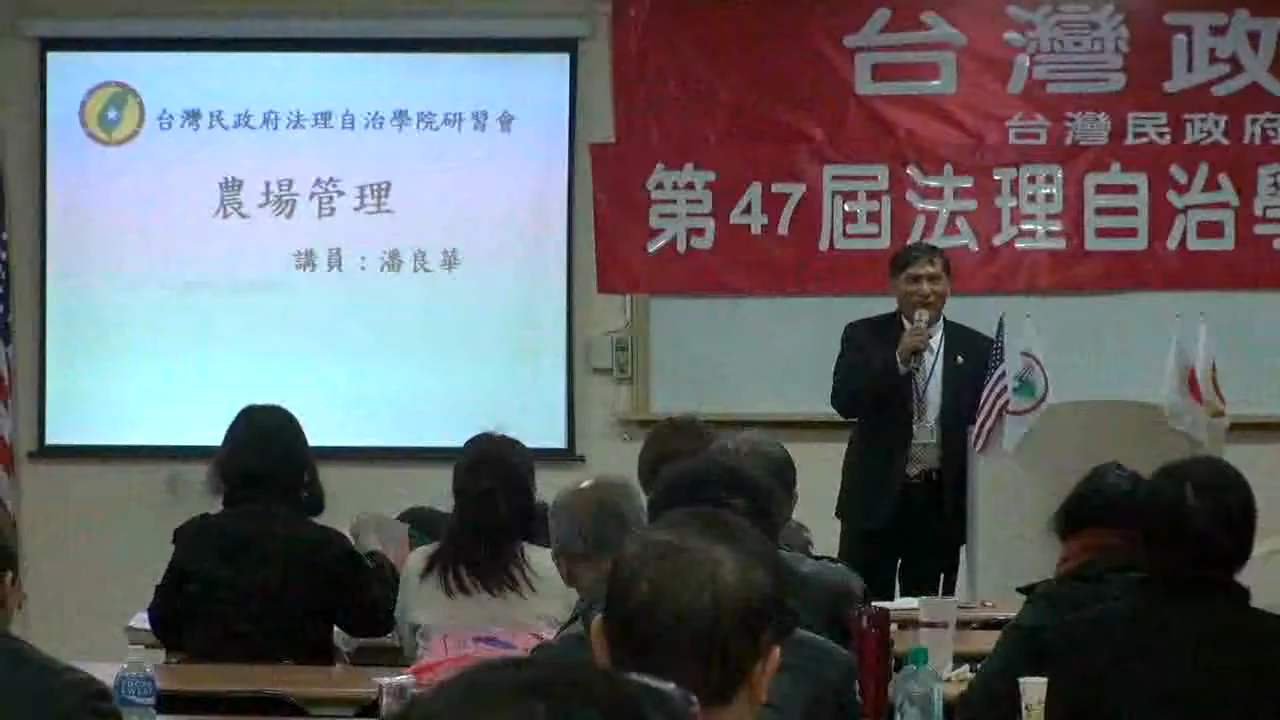 台灣民政府法理自治學院研習會
農場管理
講員：潘良華
台灣政
台灣民政府
第47屆法理自治學